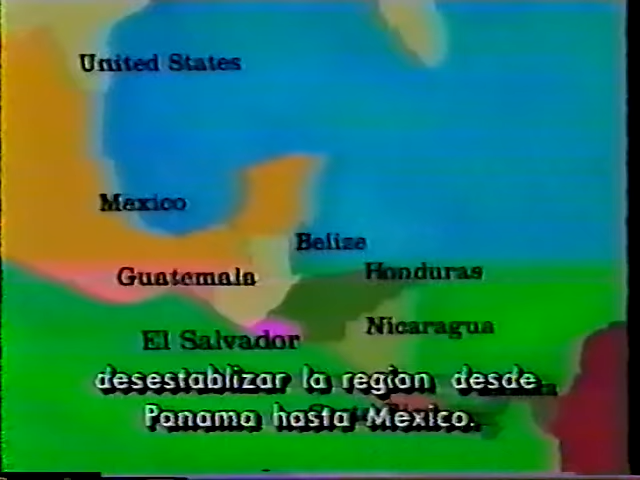 United States
Mexico
Belize
Guatemala
Honduras
Nicaragua
El Salvador
desestablizar la region desde
Panama hasta Mexico.